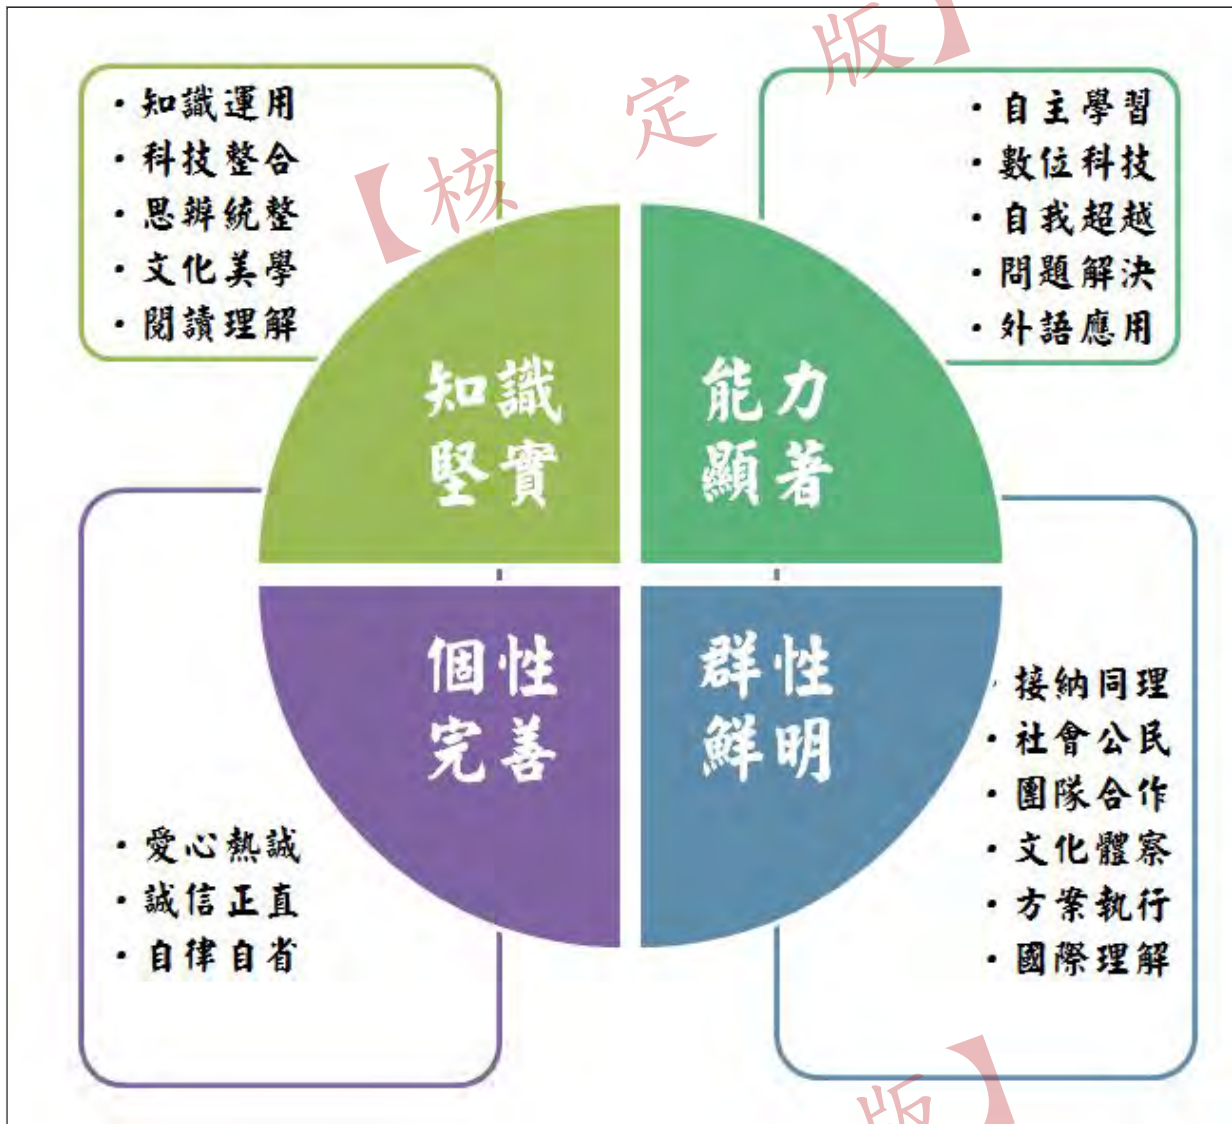 【核定版】
・知識運用
・科技整合
・思辨統整
・文化美學
・閱讀理解
・自主學習
・數位科技
・自我超越
・問題解決
・外語應用
知識
堅實
能力
顯著
個性
完善
群性
鮮明
・愛心熱誠
・誠信正直
・自律自省
・接納同理
・社會公民
・團隊合作
・文化體察
・方案執行
・國際理解
版】